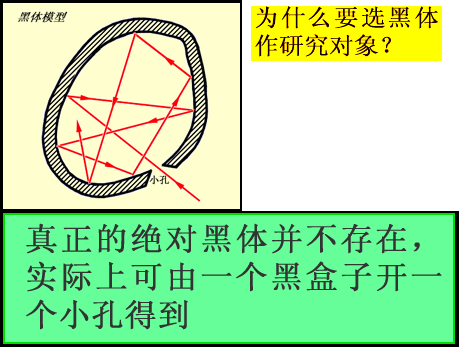 黑体模型
为什么要选黑体
作研究对象？
小孔
真正的绝对黑体并不存在，
实际上可由一个黑盒子开一
个小孔得到